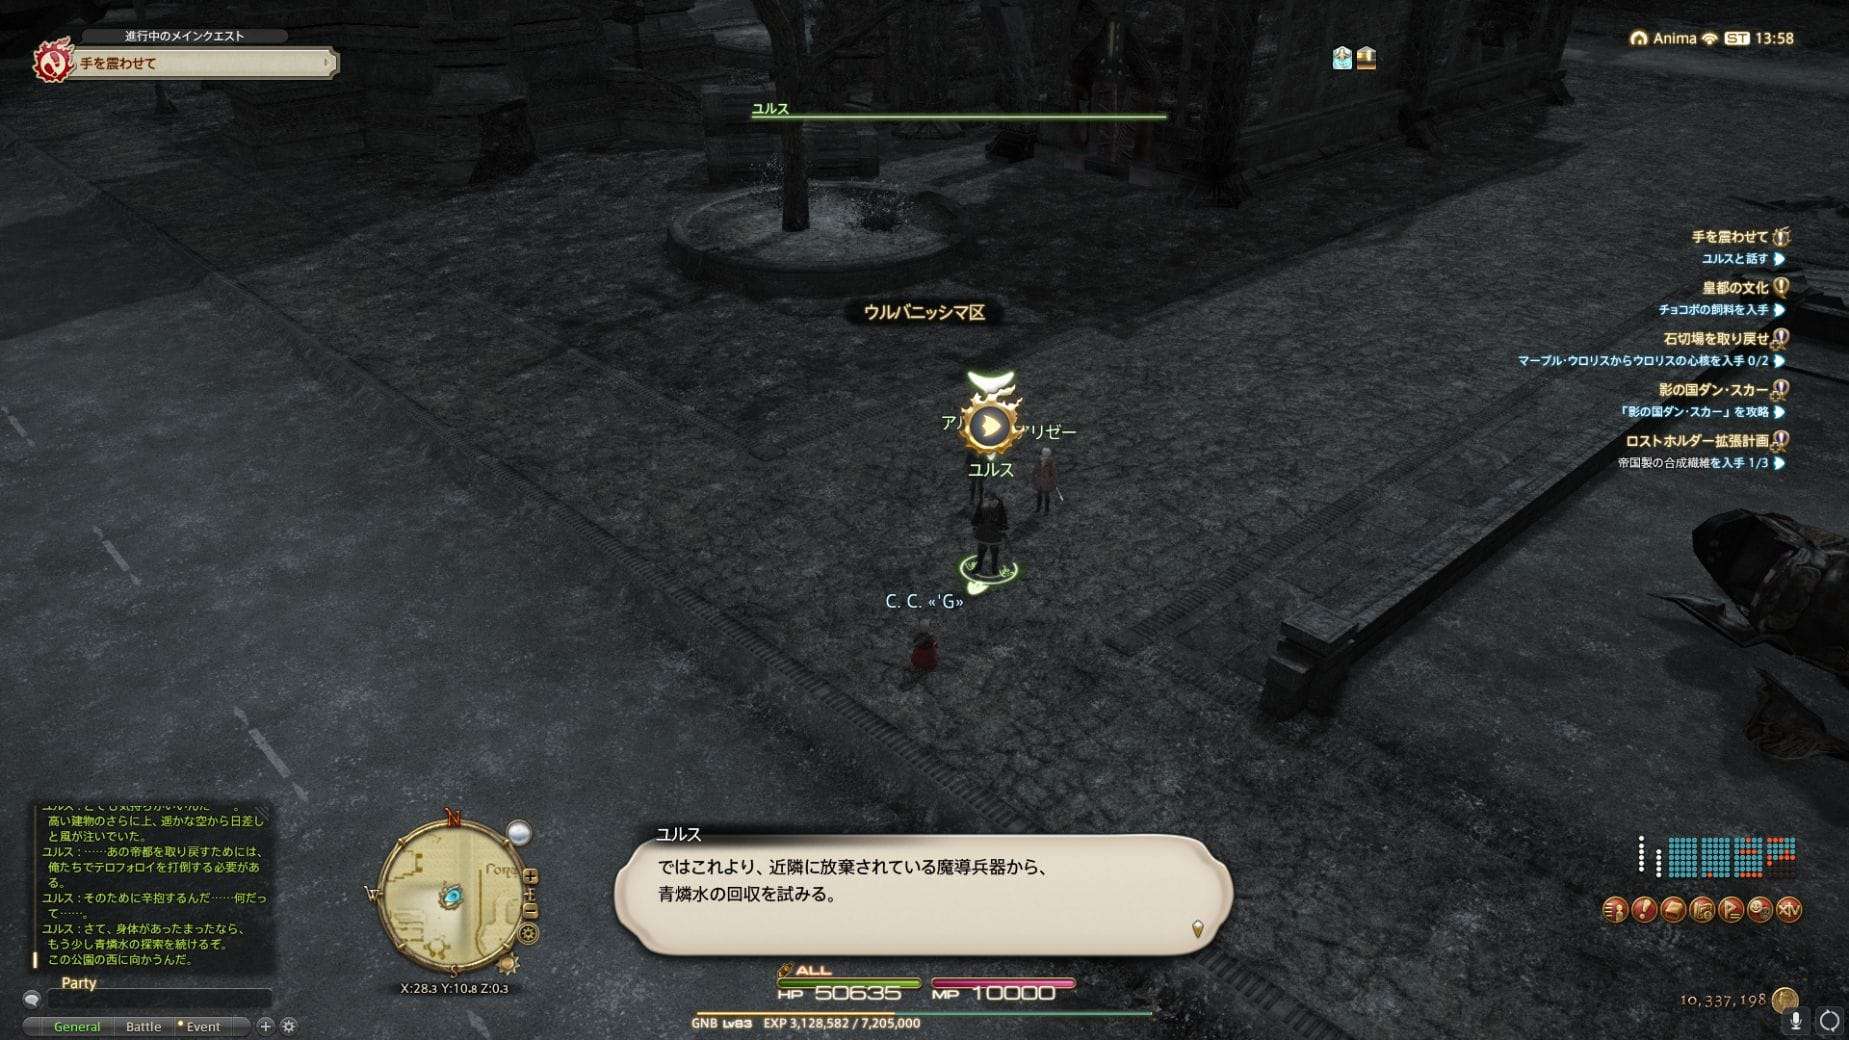 進行中のメインクエスト
手を震わせて
Anima
ST 13:58
ユルス
手を震わせて
ユルスと話す
皇都の文化
チョコボの飼料を入手
石切場を取り戻せ
マーブル・ウロリスからウロリスの心核を入手 0/2
影の国ダン・スカー
「影の国ダン・スカー」を攻略
ロストホルダー拡張計画
帝国製の合成繊維を入手 1/3
ウルバニッシマ区
アリゼー
ユルス
C. C. «'G»
高い建物のさらに上、遥かな空から日差し
と風が注いでいた。
ユルス：……あの帝都を取り戻すためには、
俺たちでテロフォロイを打倒する必要があ
る。
ユルス：そのために辛抱するんだ……何だっ
て……。
ユルス：さて、身体があったまったなら、
もう少し青燐水の探索を続けるぞ。
この公園の西に向かうんだ。
Party
General Battle Event
N
W
S
X:28.3 Y:10.8 Z:0.3
ユルス
ではこれより、近隣に放棄されている魔導兵器から、
青燐水の回収を試みる。
ALL
HP 50635 MP 10000
GNB Lv83 EXP 3,128,582 / 7,205,000
XIV
10,337,198